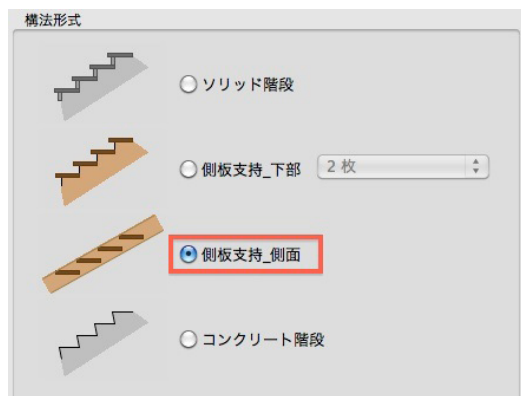 構法形式
ソリッド階段
側板支持_下部 2 枚
側板支持_側面
コンクリート階段